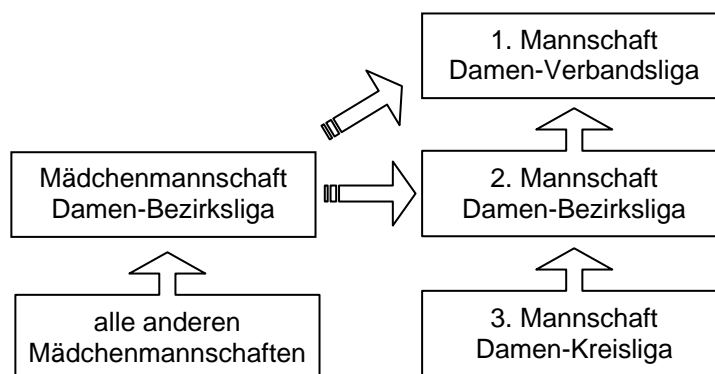 1. Mannschaft
Damen-Verbandsliga
Mädchenmannschaft
Damen-Bezirksliga
2. Mannschaft
Damen-Bezirksliga
alle anderen
Mädchenmannschaften
3. Mannschaft
Damen-Kreisliga